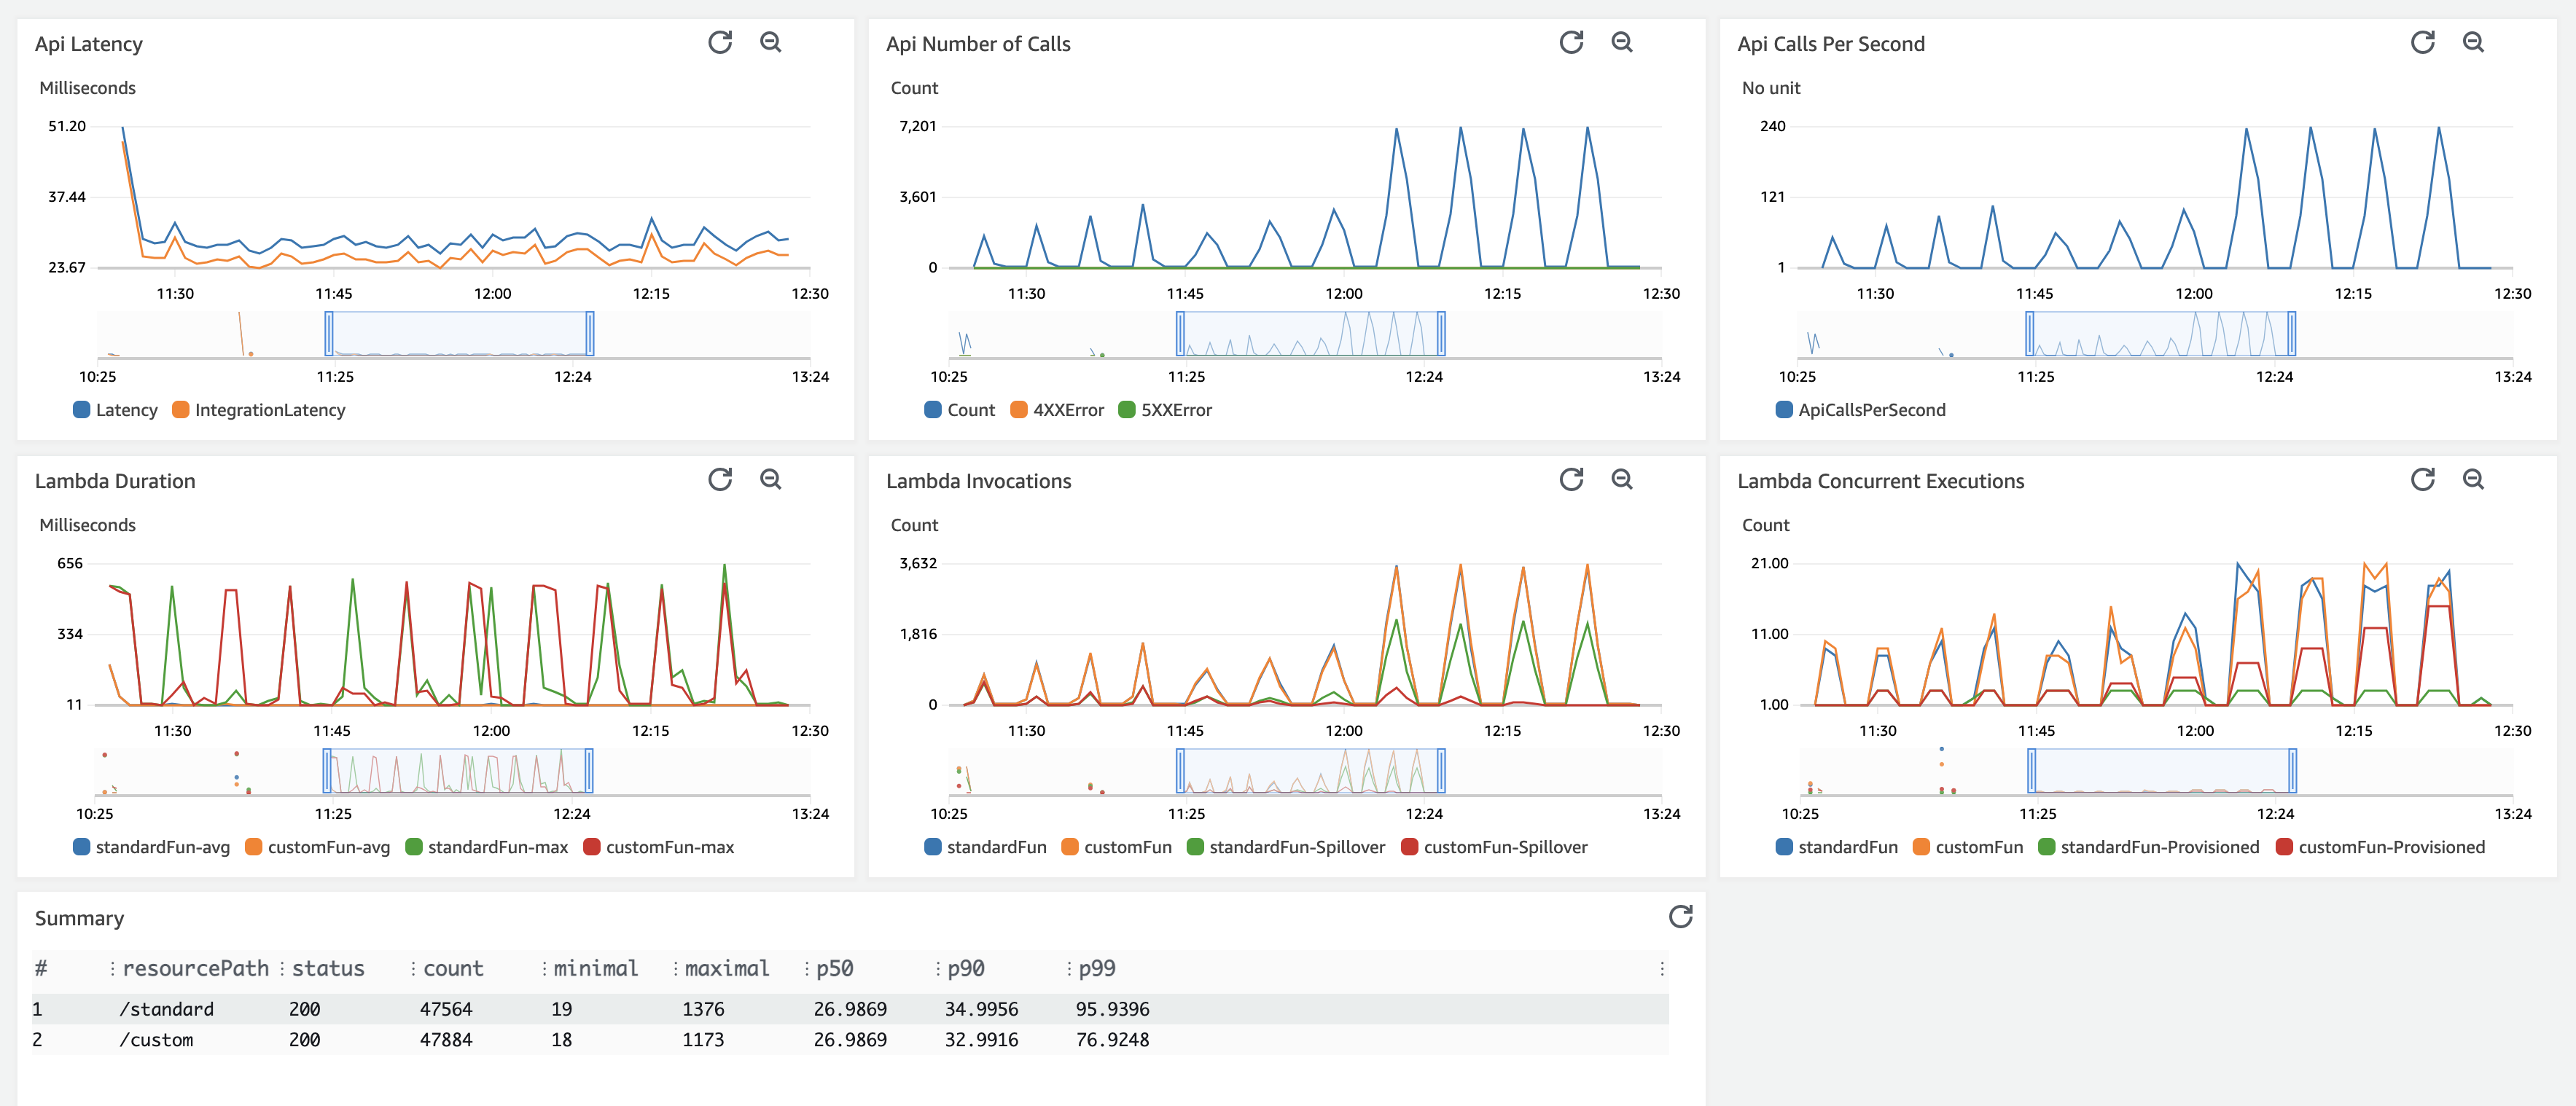 Api Latency
Milliseconds
51.20
37.44
23.67
11:30 11:45 12:00 12:15 12:30
10:25 11:25 12:24 13:24
Latency IntegrationLatency
Api Number of Calls
Count
7,201
3,601
0
11:30 11:45 12:00 12:15 12:30
10:25 11:25 12:24 13:24
Count 4XXError 5XXError
Api Calls Per Second
No unit
240
121
1
11:30 11:45 12:00 12:15 12:30
10:25 11:25 12:24 13:24
ApiCallsPerSecond
Lambda Duration
Milliseconds
656
334
11
11:30 11:45 12:00 12:15 12:30
10:25 11:25 12:24 13:24
standardFun-avg customFun-avg standardFun-max customFun-max
Lambda Invocations
Count
3,632
1,816
0
11:30 11:45 12:00 12:15 12:30
10:25 11:25 12:24 13:24
standardFun customFun standardFun-Spillover customFun-Spillover
Lambda Concurrent Executions
Count
21.00
11.00
1.00
11:30 11:45 12:00 12:15 12:30
10:25 11:25 12:24 13:24
standardFun customFun standardFun-Provisioned customFun-Provisioned
Summary
# resourcePath status count minimal maximal p50 p90 p99
1 /standard 200 47564 19 1376 26.9869 34.9956 95.9396
2 /custom 200 47884 18 1173 26.9869 32.9916 76.9248